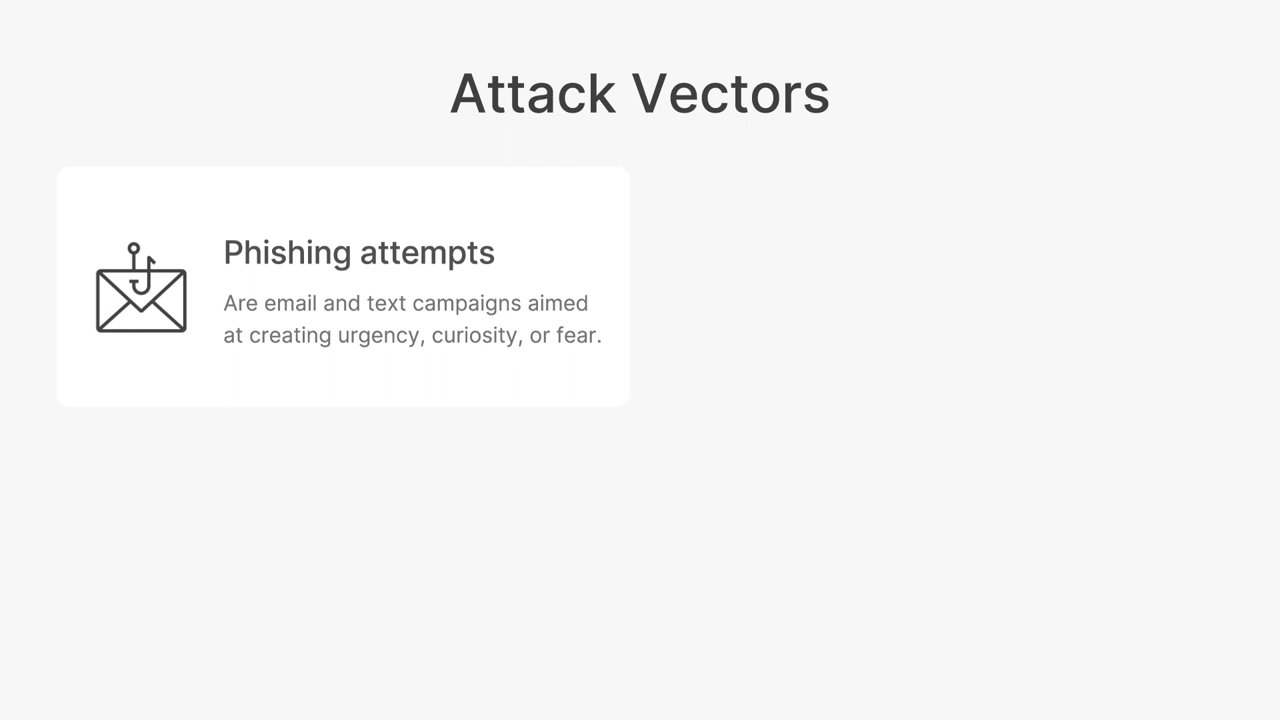 Attack Vectors
Phishing attempts
Are email and text campaigns aimed
at creating urgency, curiosity, or fear.